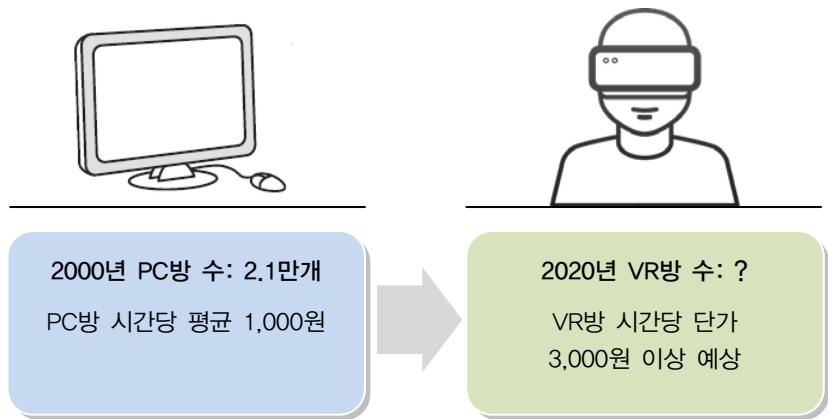 2000년 PC방 수: 2.1만개
PC방 시간당 평균 1,000원
2020년 VR방 수: ?
VR방 시간당 단가
3,000원 이상 예상